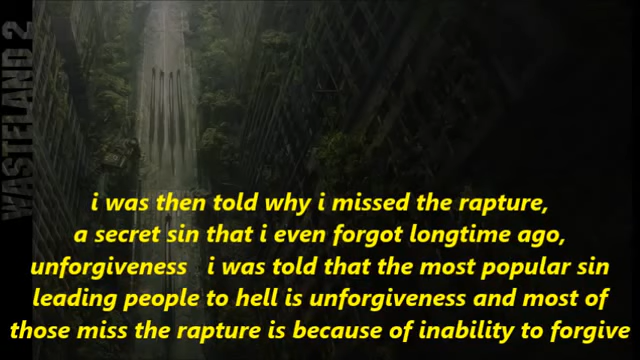 WASTELAND 2
i was then told why i missed the rapture,
a secret sin that i even forgot longtime ago,
unforgiveness i was told that the most popular sin
leading people to hell is unforgiveness and most of
those miss the rapture is because of inability to forgive